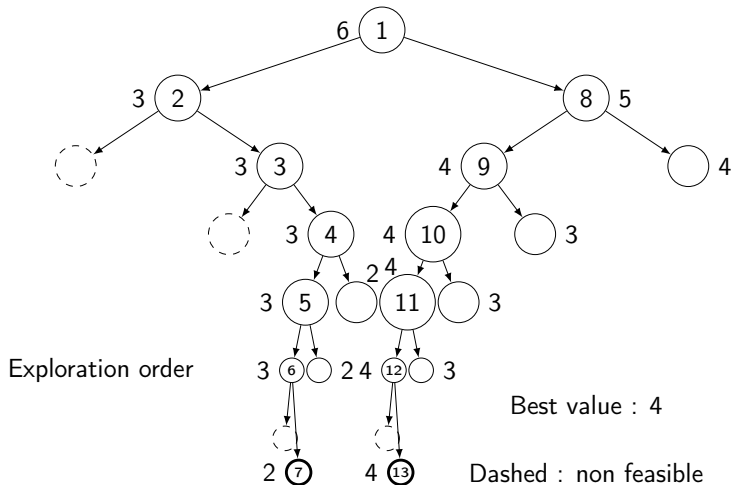 6 1
3 2 8 5
3 3 4 9 4
3 4 4 10 3
2 4
3 5 11 3
Exploration order 3 6 2 4 12 3
Best value : 4
2 7 4 13 Dashed : non feasible